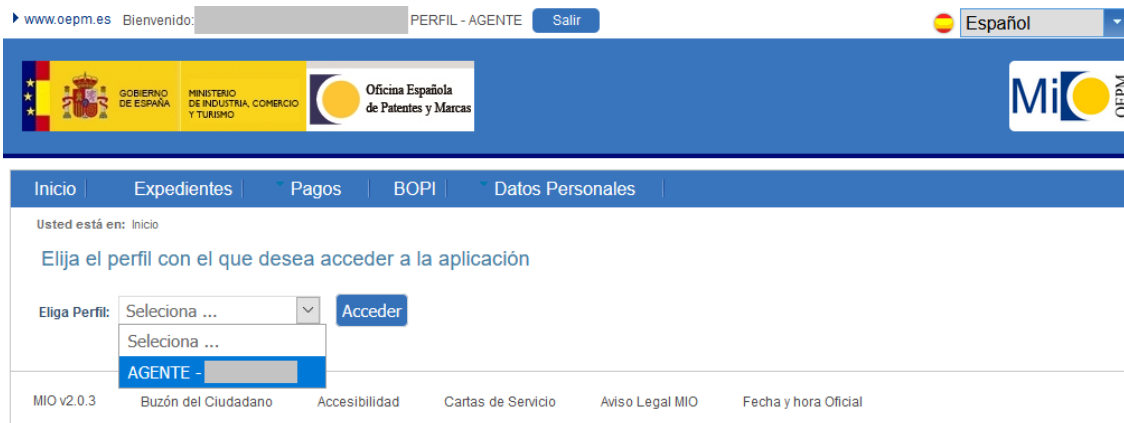 www.oepm.es Bienvenido: PERFIL - AGENTE Salir Español
GOBIERNO DE ESPAÑA
MINISTERIO DE INDUSTRIA, COMERCIO Y TURISMO
Oficina Española
de Patentes y Marcas
Mi OEPM
Inicio Expedientes Pagos BOPI Datos Personales
Usted está en: Inicio
Elija el perfil con el que desea acceder a la aplicación
Eliga Perfil: Seleciona ... Acceder
Seleciona ...
AGENTE -
MIO v2.0.3 Buzón del Ciudadano Accesibilidad Cartas de Servicio Aviso Legal MIO Fecha y hora Oficial